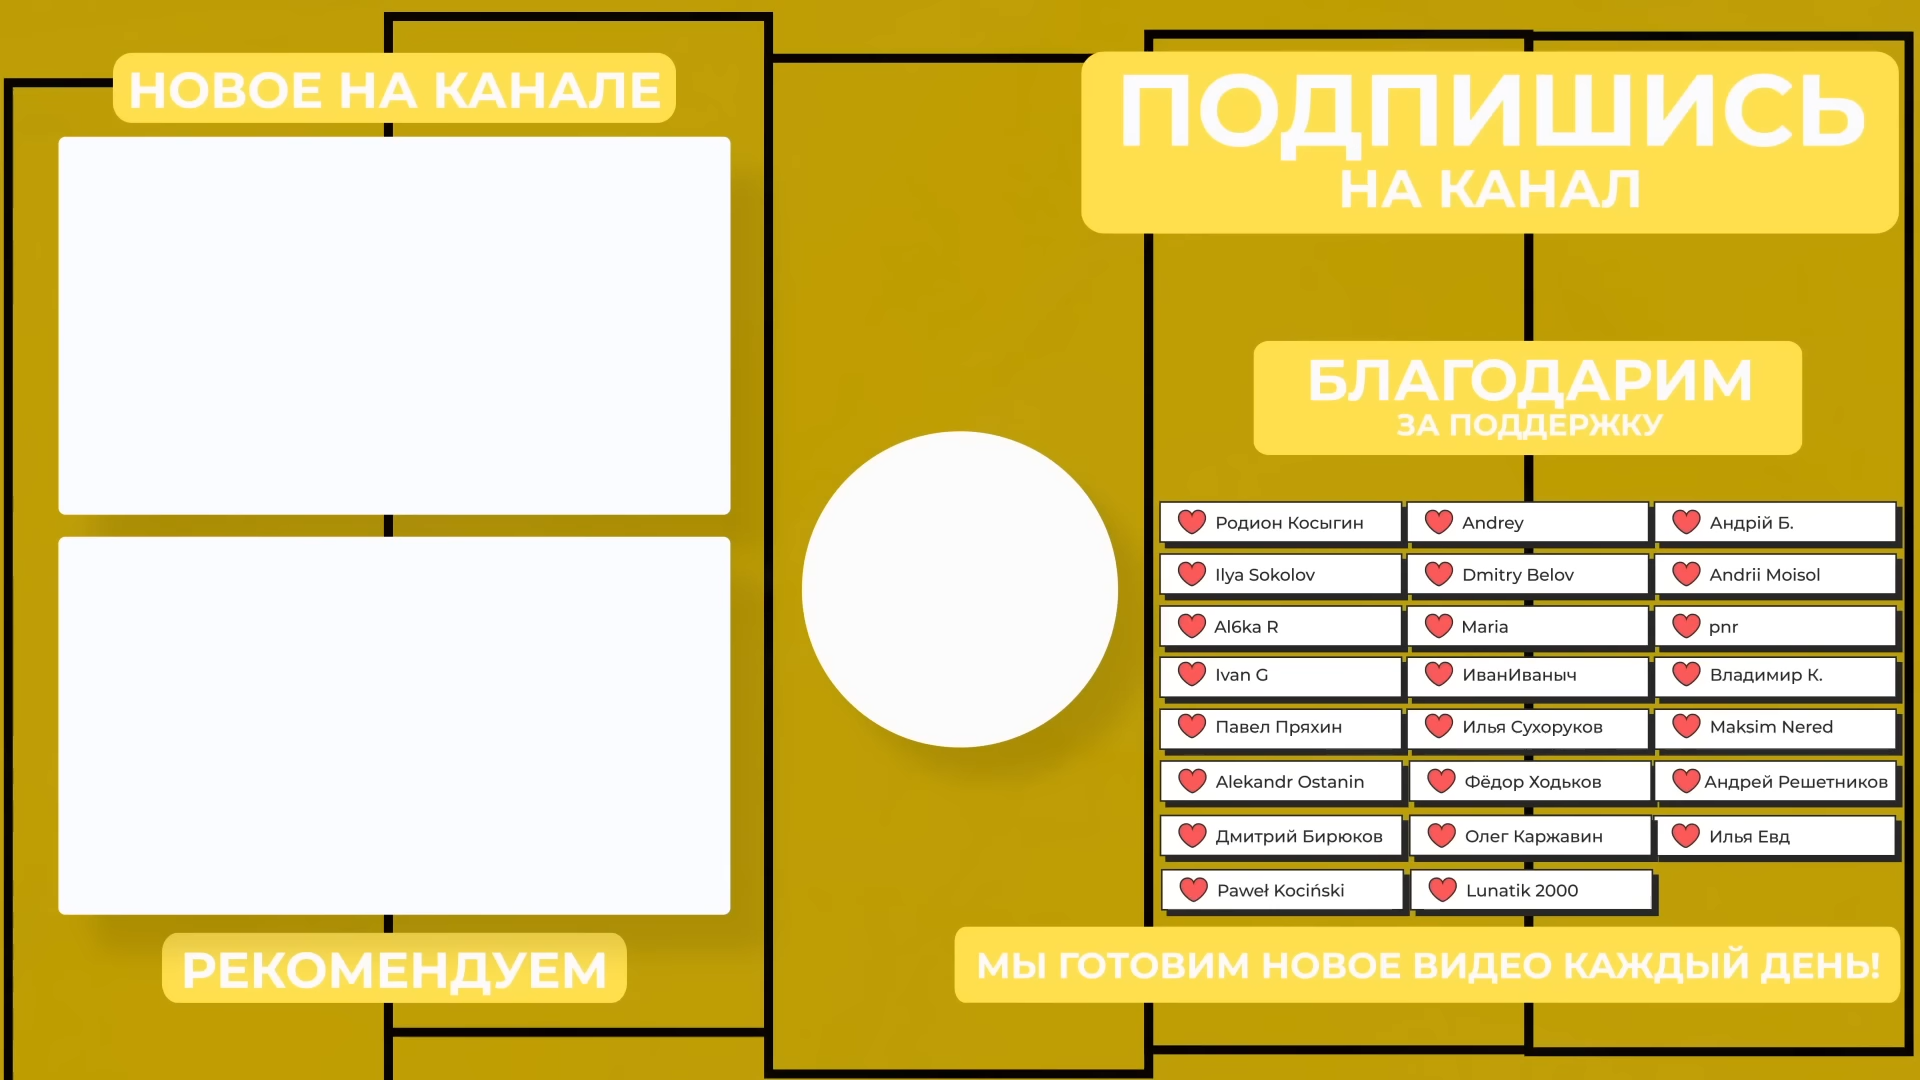 НОВОЕ НА КАНАЛЕ
РЕКОМЕНДУЕМ
ПОДПИШИСЬ
НА КАНАЛ
БЛАГОДАРИМ
ЗА ПОДДЕРЖКУ
Родион Косыгин
Andrey
Андрій Б.
Ilya Sokolov
Dmitry Belov
Andrii Moisol
Al6ka R
Maria
pnr
Ivan G
ИванИваныч
Владимир К.
Павел Пряхин
Илья Сухоруков
Maksim Nered
Alekandr Ostanin
Фёдор Ходьков
Андрей Решетников
Дмитрий Бирюков
Олег Каржавин
Илья Евд
Paweł Kociński
Lunatik 2000
МЫ ГОТОВИМ НОВОЕ ВИДЕО КАЖДЫЙ ДЕНЬ!